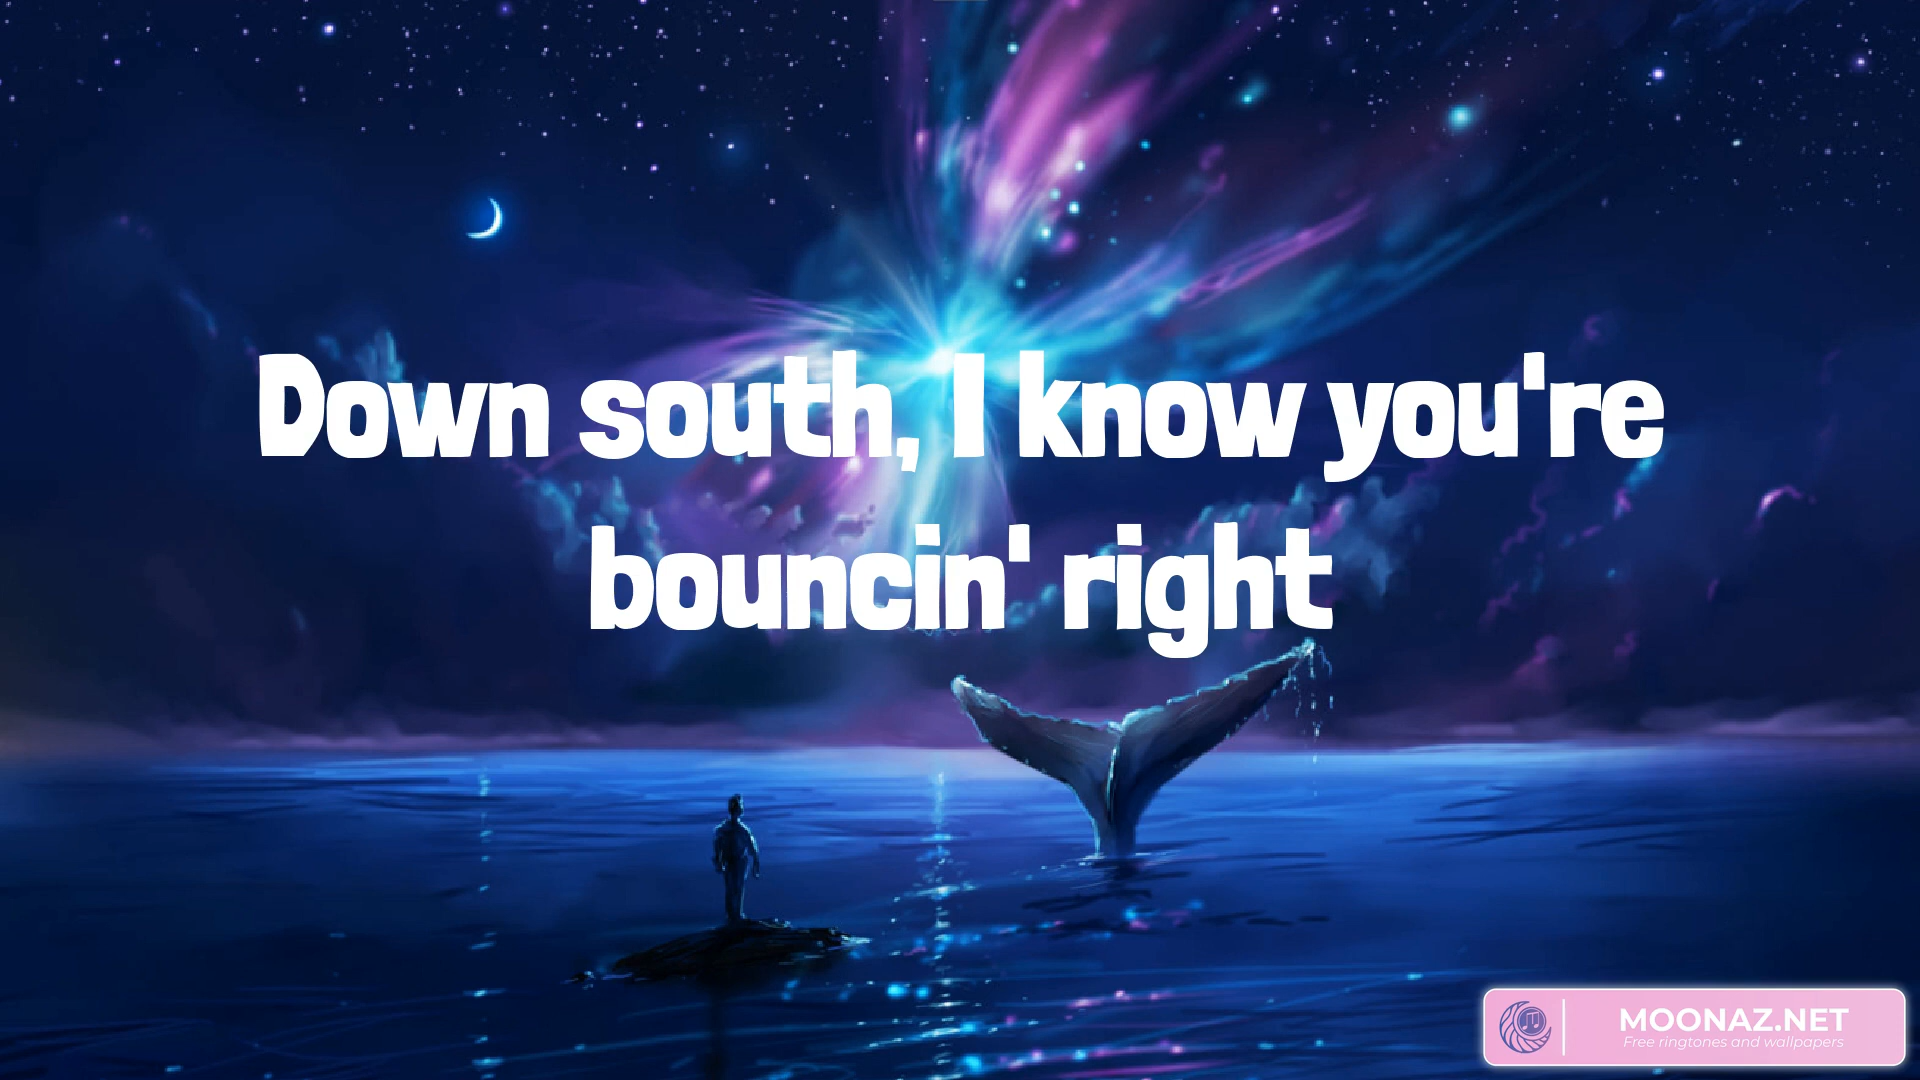 Down south, I know you're
bouncin' right
MOONAZ.NET
Free ringtones and wallpapers